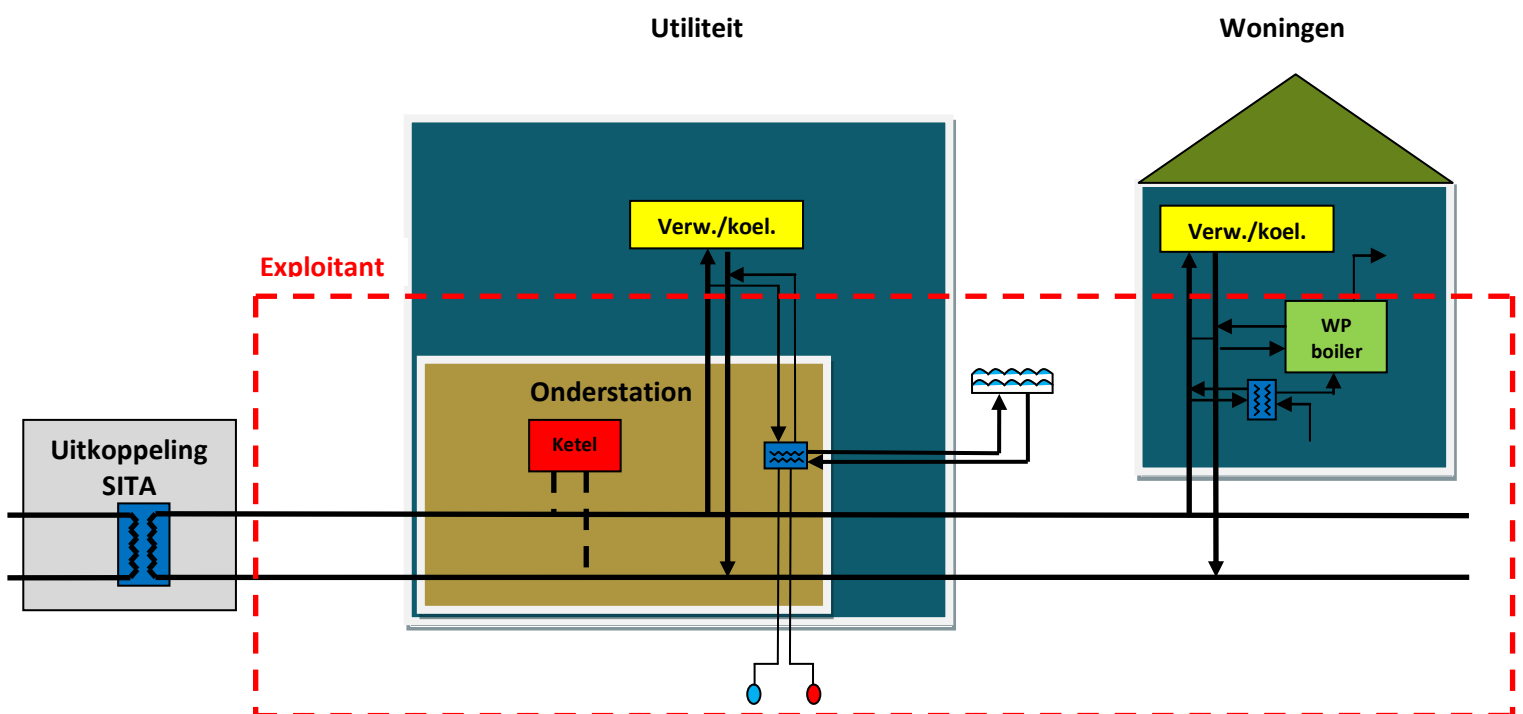 Utiliteit
Woningen
Verw./koel.
Verw./koel.
Exploitant
WP
boiler
Onderstation
Ketel
Uitkoppeling
SITA